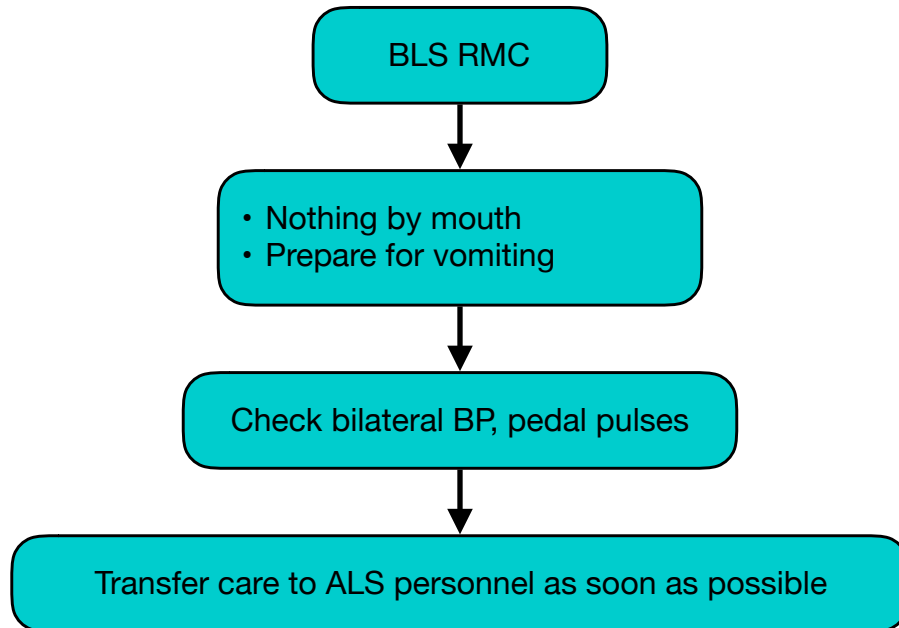 BLS RMC
• Nothing by mouth
• Prepare for vomiting
Check bilateral BP, pedal pulses
Transfer care to ALS personnel as soon as possible